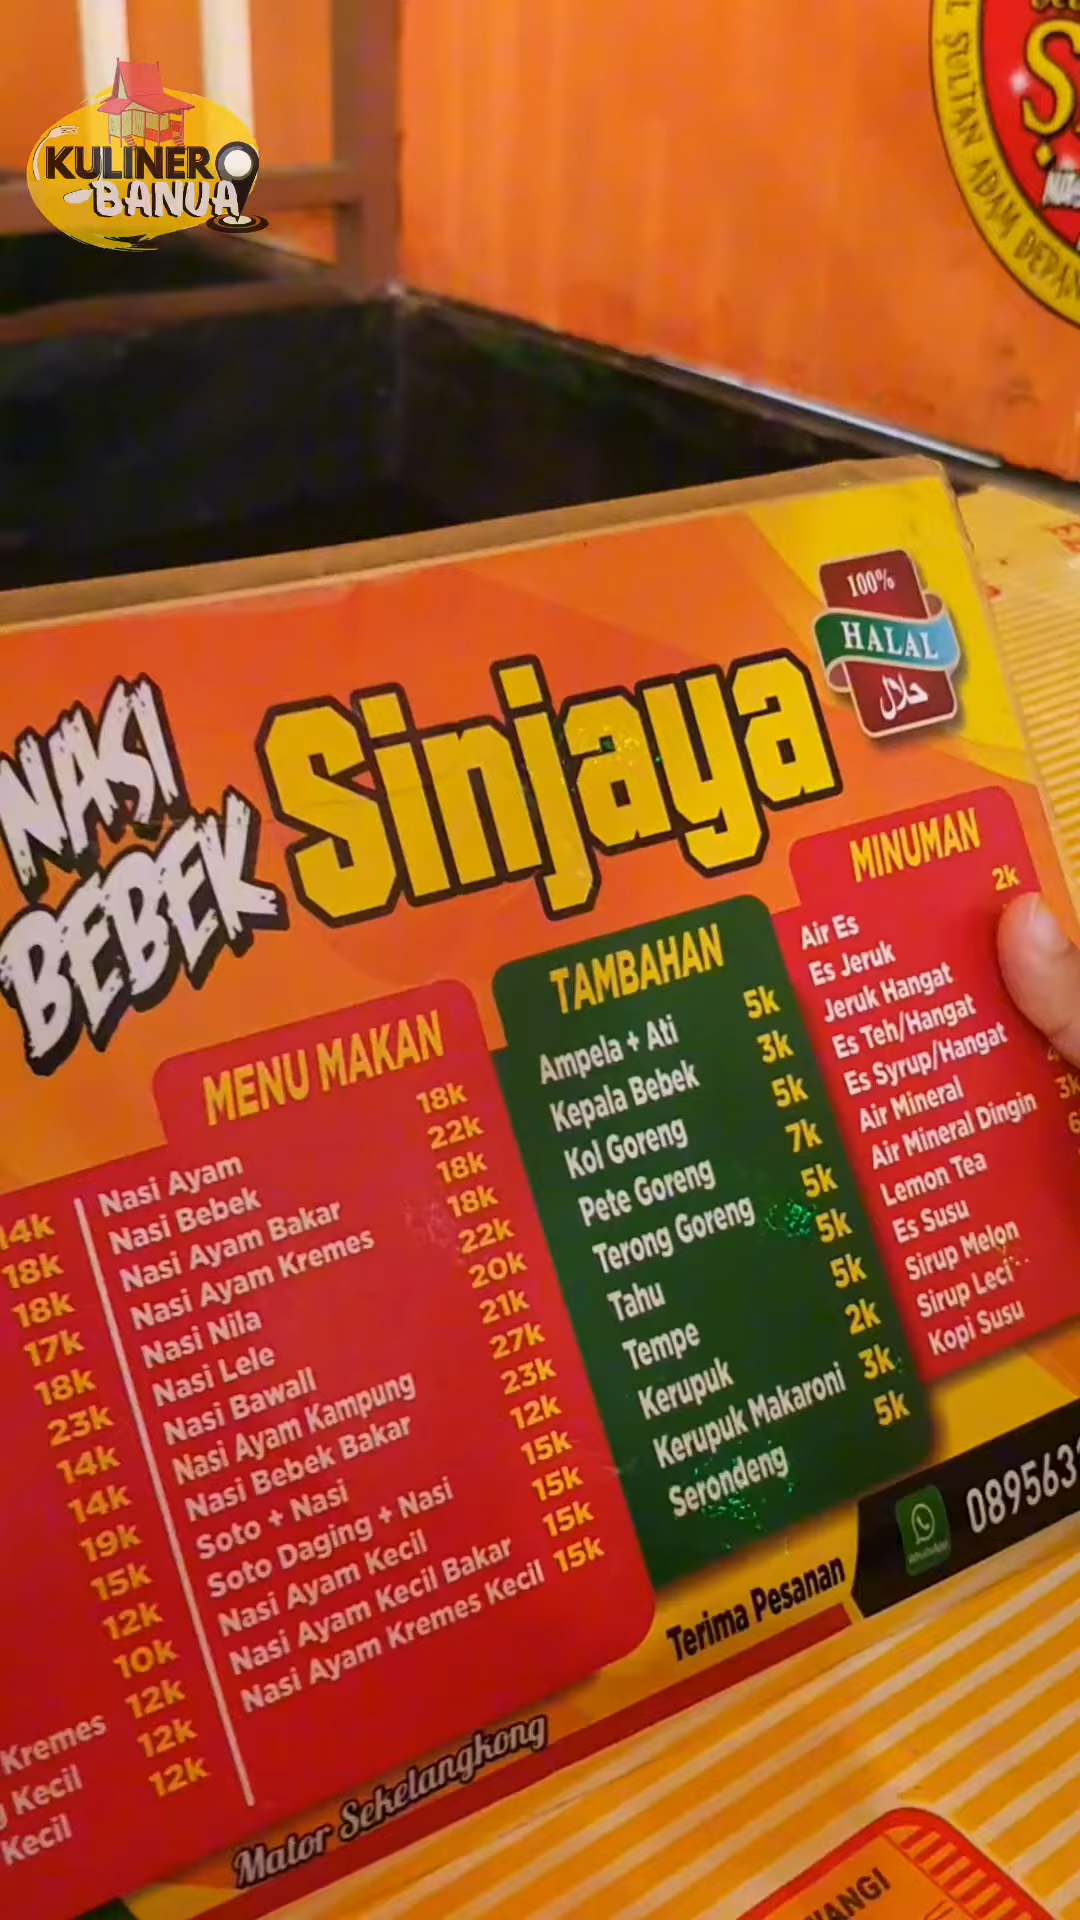 KULINER
BANUA
SULTAN ADAM DEPAN
100%
HALAL
حلال
NASI
BEBEK
Sinjaya
MENU MAKAN
14k
18k
18k
17k
18k
23k
14k
14k
19k
15k
12k
10k
Kremes 12k
Kecil 12k
Kecil 12k
Nasi Ayam 18k
Nasi Bebek 22k
Nasi Ayam Bakar 18k
Nasi Ayam Kremes 18k
Nasi Nila 22k
Nasi Lele 20k
Nasi Bawall 21k
Nasi Ayam Kampung 27k
Nasi Bebek Bakar 23k
Soto + Nasi 12k
Soto Daging + Nasi 15k
Nasi Ayam Kecil 15k
Nasi Ayam Kecil Bakar 15k
Nasi Ayam Kremes Kecil 15k
TAMBAHAN
Ampela + Ati 5k
Kepala Bebek 3k
Kol Goreng 5k
Pete Goreng 7k
Terong Goreng 5k
Tahu 5k
Tempe 5k
Kerupuk 2k
Kerupuk Makaroni 3k
Serondeng 5k
MINUMAN
Air Es 2k
Es Jeruk
Jeruk Hangat
Es Teh/Hangat
Es Syrup/Hangat
Air Mineral
Air Mineral Dingin 3k
Lemon Tea
Es Susu
Sirup Melon
Sirup Leci
Kopi Susu
Terima Pesanan
WhatsApp
089563
Mator Sekelangkong